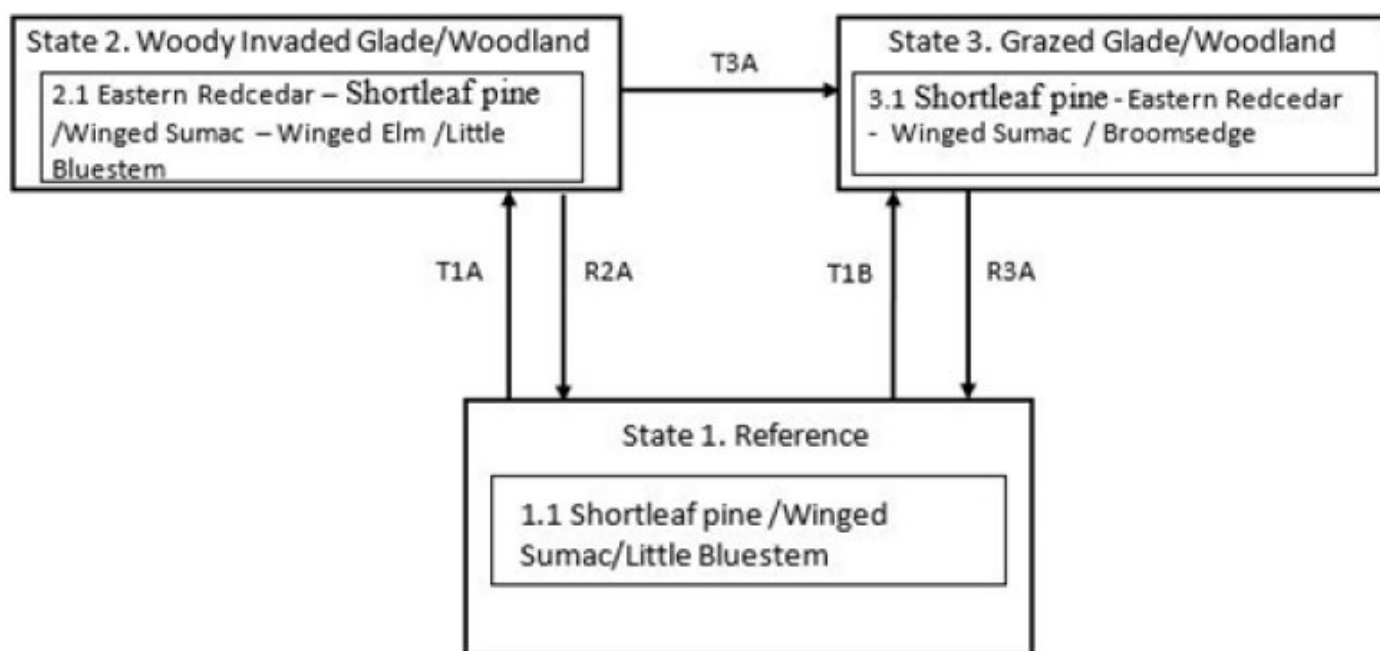 State 2. Woody Invaded Glade/Woodland
2.1 Eastern Redcedar – Shortleaf pine
/Winged Sumac – Winged Elm /Little
Bluestem
T3A
State 3. Grazed Glade/Woodland
3.1 Shortleaf pine - Eastern Redcedar
- Winged Sumac / Broomsedge
T1A
R2A
T1B
R3A
State 1. Reference
1.1 Shortleaf pine /Winged
Sumac/Little Bluestem